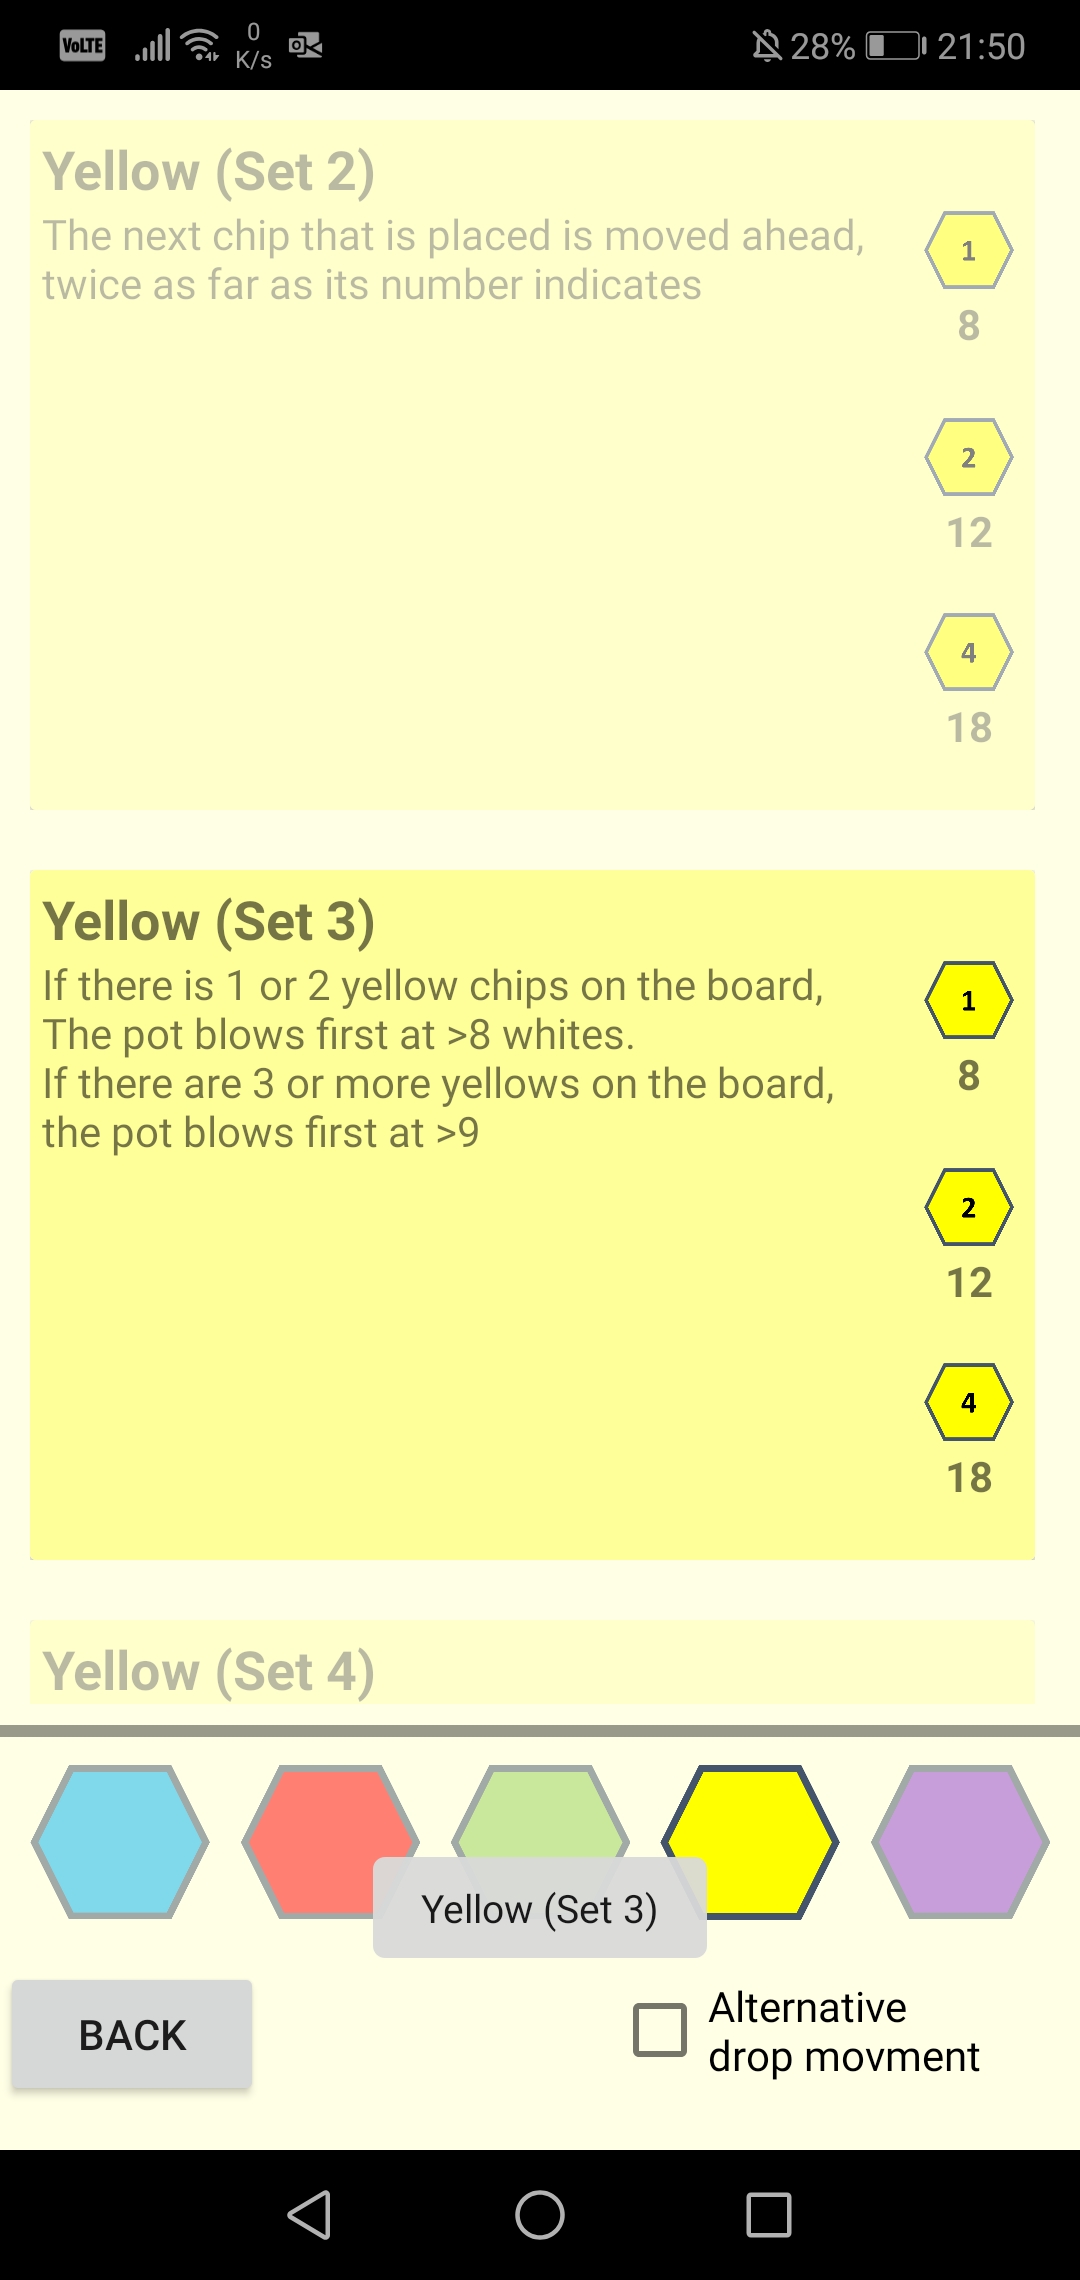 VoLTE 0 K/s 28% 21:50
Yellow (Set 2)
The next chip that is placed is moved ahead,
twice as far as its number indicates
1
8
2
12
4
18
Yellow (Set 3)
If there is 1 or 2 yellow chips on the board,
The pot blows first at >8 whites.
If there are 3 or more yellows on the board,
the pot blows first at >9
1
8
2
12
4
18
Yellow (Set 4)
Yellow (Set 3)
BACK
Alternative
drop movment